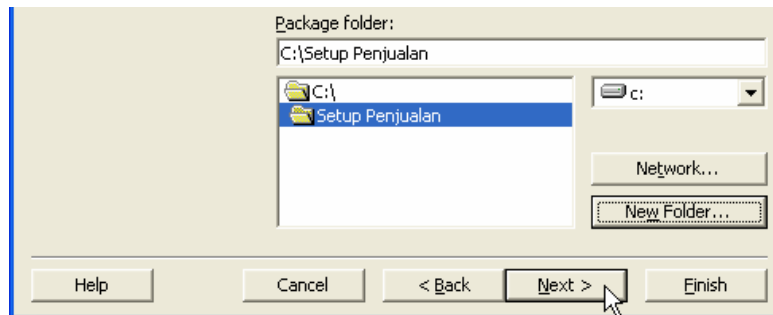 Package folder:
C:\Setup Penjualan
C:\
c:
Setup Penjualan
Network...
New Folder...
Help
Cancel
< Back
Next >
Finish